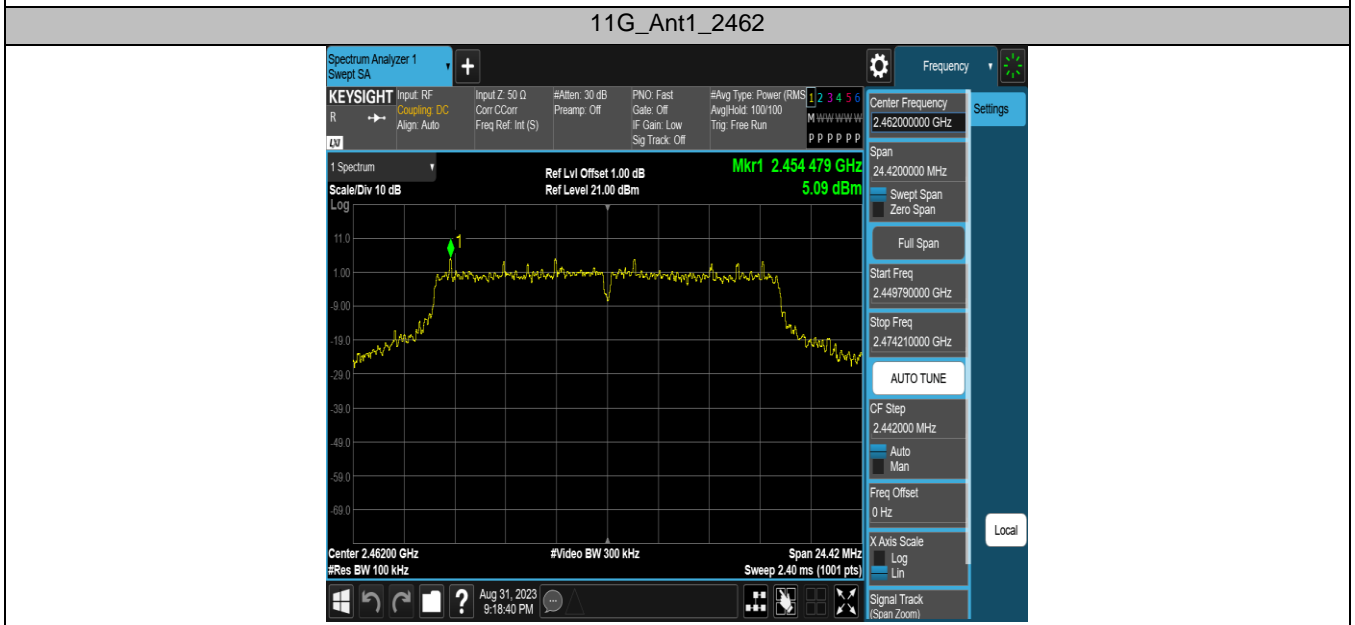 11G_Ant1_2462
Spectrum Analyzer 1
Swept SA
Frequency
KEYSIGHT
R
LXI
Input: RF
Coupling: DC
Align: Auto
Input Z: 50 Ω
Corr CCorr
Freq Ref: Int (S)
#Atten: 30 dB
Preamp: Off
PNO: Fast
Gate: Off
IF Gain: Low
Sig Track: Off
#Avg Type: Power (RMS
Avg|Hold: 100/100
Trig: Free Run
1 2 3 4 5 6
M W W W W W
P P P P P P
1 Spectrum
Scale/Div 10 dB
Ref Lvl Offset 1.00 dB
Ref Level 21.00 dBm
Mkr1 2.454 479 GHz
5.09 dBm
Log
11.0
1.00
-9.00
-19.0
-29.0
-39.0
-49.0
-59.0
-69.0
1
Center 2.46200 GHz
#Res BW 100 kHz
#Video BW 300 kHz
Span 24.42 MHz
Sweep 2.40 ms (1001 pts)
Center Frequency
2.462000000 GHz
Settings
Span
24.4200000 MHz
Swept Span
Zero Span
Full Span
Start Freq
2.449790000 GHz
Stop Freq
2.474210000 GHz
AUTO TUNE
CF Step
2.442000 MHz
Auto
Man
Freq Offset
0 Hz
Local
X Axis Scale
Log
Lin
Signal Track
(Span Zoom)
?
Aug 31, 2023
9:18:40 PM